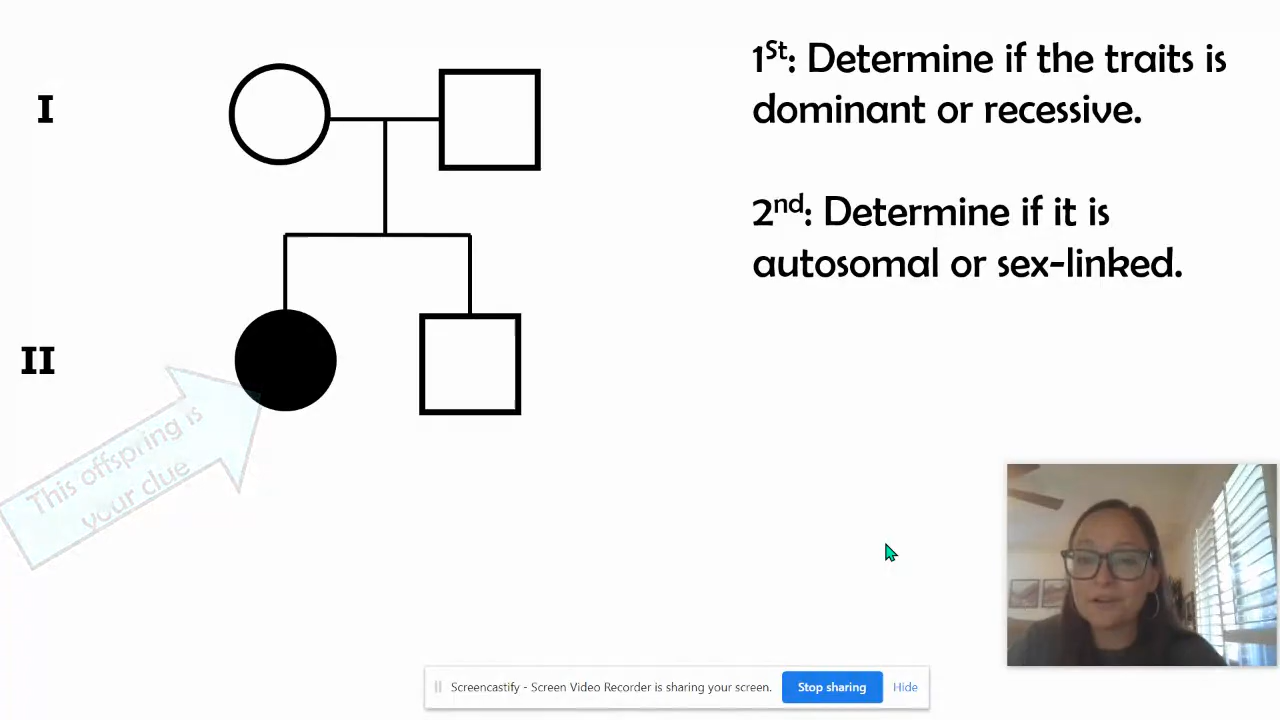 I
1St: Determine if the traits is
dominant or recessive.
2nd: Determine if it is
autosomal or sex-linked.
II
This offspring is
your clue
Screencastify - Screen Video Recorder is sharing your screen. Stop sharing Hide